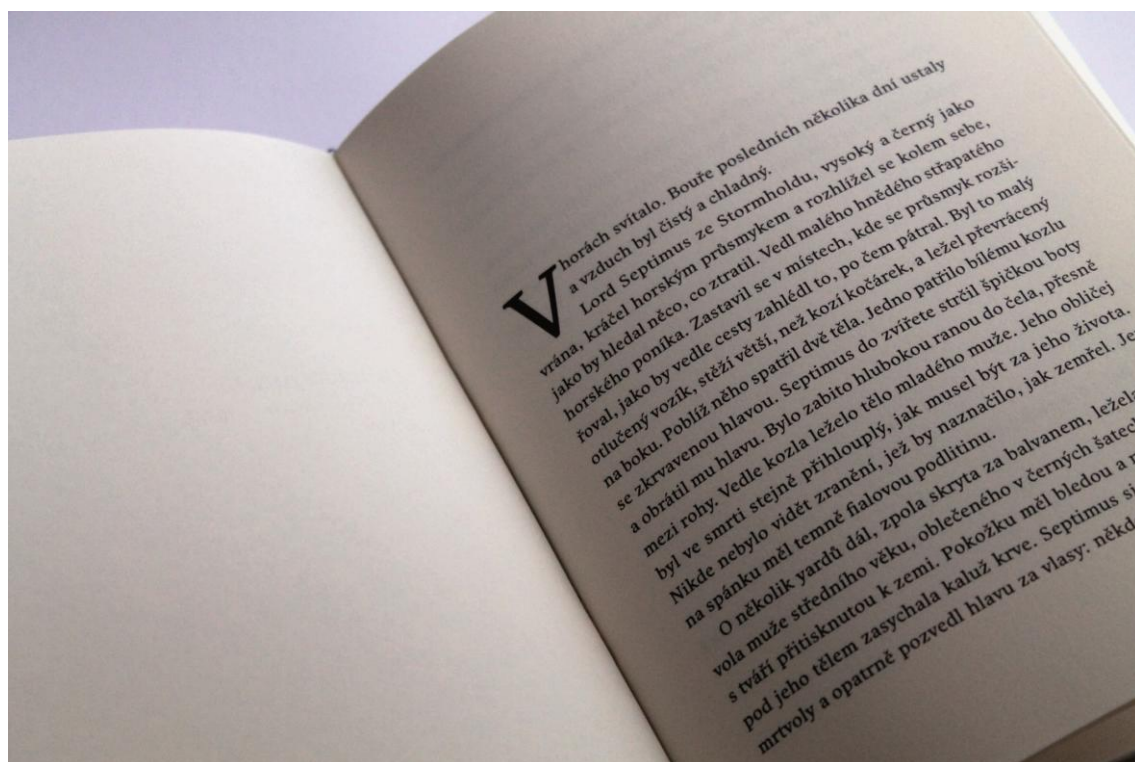 V horách svítalo. Bouře posledních několika dní ustaly
a vzduch byl čistý a chladný.
Lord Septimus ze Stormholdu, vysoký a černý jako
vrána, kráčel horským průsmykem a rozhlížel se kolem sebe,
jako by hledal něco, co ztratil. Vedl malého hnědého střapatého
horského poníka. Zastavil se v místech, kde se průsmyk rozši-
řoval, jako by vedle cesty zahlédl to, po čem pátral. Byl to malý
otlučený vozík, stěží větší, než kozí kočárek, a ležel převrácený
na boku. Poblíž něho spatřil dvě těla. Jedno patřilo bílému kozlu
se zkrvavenou hlavou. Septimus do zvířete strčil špičkou boty
a obrátil mu hlavu. Bylo zabito hlubokou ranou do čela, přesně
mezi rohy. Vedle kozla leželo tělo mladého muže. Jeho obličej
byl ve smrti stejně přihlouplý, jak musel být za jeho života.
Nikde nebylo vidět zranění, jež by naznačilo, jak zemřel. Je
na spánku měl temně fialovou podlitinu.
O několik yardů dál, zpola skryta za balvanem, ležela
vola muže středního věku, oblečeného v černých šatech
s tváří přitisknutou k zemi. Pokožku měl bledou a
pod jeho tělem zasychala kaluž krve. Septimus si
mrtvoly a opatrně pozvedl hlavu za vlasy: někd